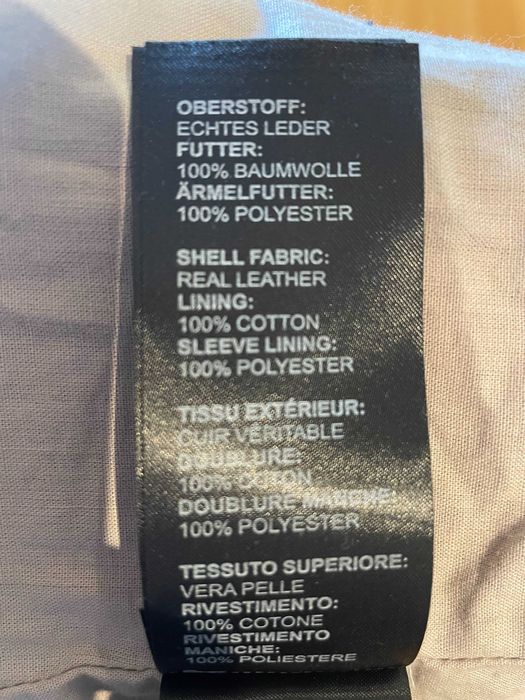 OBERSTOFF:
ECHTES LEDER
FUTTER:
100% BAUMWOLLE
ÄRMELFUTTER:
100% POLYESTER
SHELL FABRIC:
REAL LEATHER
LINING:
100% COTTON
SLEEVE LINING:
100% POLYESTER
TISSU EXTÉRIEUR:
CUIR VÉRITABLE
DOUBLURE:
100% COTON
DOUBLURE MANCHE:
100% POLYESTER
TESSUTO SUPERIORE:
VERA PELLE
RIVESTIMENTO:
100% COTONE
RIVESTIMENTO
MANICHE:
100% POLIESTERE